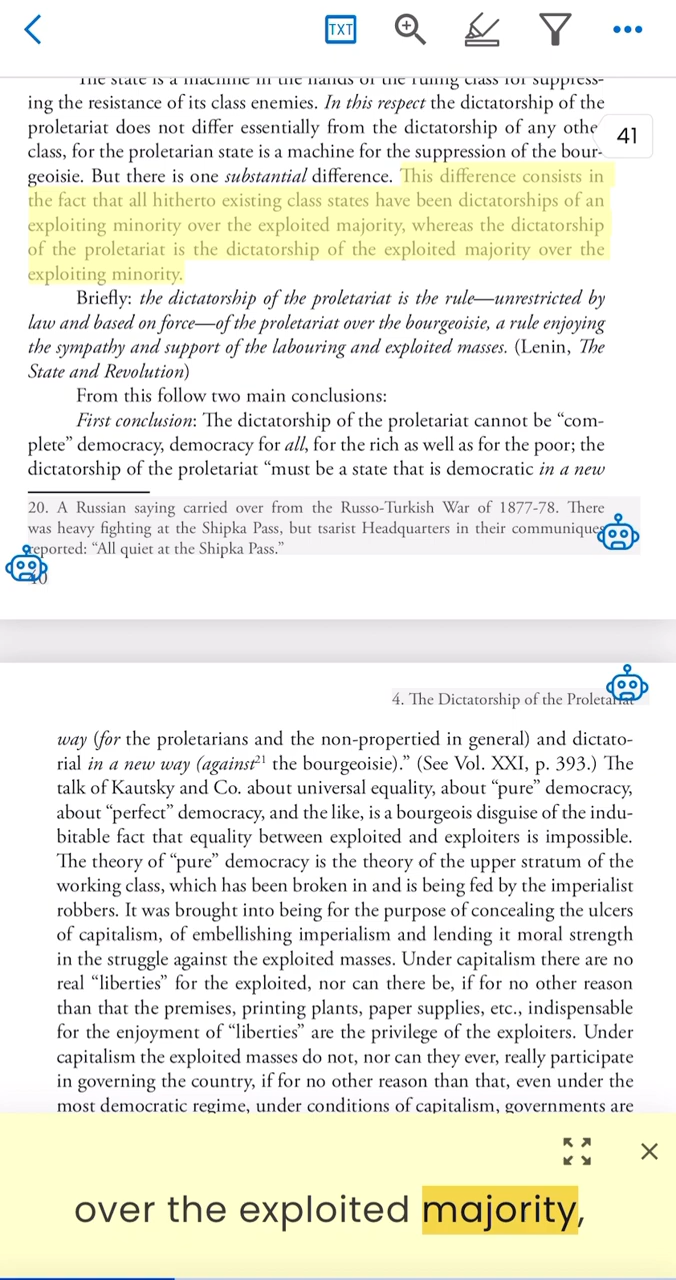 TXT
The state is a machine in the hands of the ruling class for suppress-
ing the resistance of its class enemies. In this respect the dictatorship of the
proletariat does not differ essentially from the dictatorship of any othe
41
class, for the proletarian state is a machine for the suppression of the bour-
geoisie. But there is one substantial difference. This difference consists in
the fact that all hitherto existing class states have been dictatorships of an
exploiting minority over the exploited majority, whereas the dictatorship
of the proletariat is the dictatorship of the exploited majority over the
exploiting minority.
Briefly: the dictatorship of the proletariat is the rule—unrestricted by
law and based on force—of the proletariat over the bourgeoisie, a rule enjoying
the sympathy and support of the labouring and exploited masses. (Lenin, The
State and Revolution)
From this follow two main conclusions:
First conclusion: The dictatorship of the proletariat cannot be “com-
plete” democracy, democracy for all, for the rich as well as for the poor; the
dictatorship of the proletariat “must be a state that is democratic in a new
20. A Russian saying carried over from the Russo-Turkish War of 1877-78. There
was heavy fighting at the Shipka Pass, but tsarist Headquarters in their communiques
reported: “All quiet at the Shipka Pass.”
40
4. The Dictatorship of the Proletariat
way (for the proletarians and the non-propertied in general) and dictato-
rial in a new way (against21 the bourgeoisie).” (See Vol. XXI, p. 393.) The
talk of Kautsky and Co. about universal equality, about “pure” democracy,
about “perfect” democracy, and the like, is a bourgeois disguise of the indu-
bitable fact that equality between exploited and exploiters is impossible.
The theory of “pure” democracy is the theory of the upper stratum of the
working class, which has been broken in and is being fed by the imperialist
robbers. It was brought into being for the purpose of concealing the ulcers
of capitalism, of embellishing imperialism and lending it moral strength
in the struggle against the exploited masses. Under capitalism there are no
real “liberties” for the exploited, nor can there be, if for no other reason
than that the premises, printing plants, paper supplies, etc., indispensable
for the enjoyment of “liberties” are the privilege of the exploiters. Under
capitalism the exploited masses do not, nor can they ever, really participate
in governing the country, if for no other reason than that, even under the
most democratic regime, under conditions of capitalism, governments are
over the exploited majority,